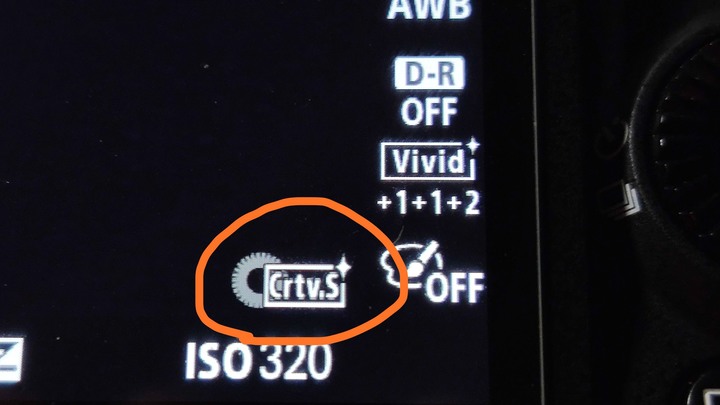 AWB
D-R
OFF
Vivid
+1+1+2
Crtv.S
OFF
ISO 320